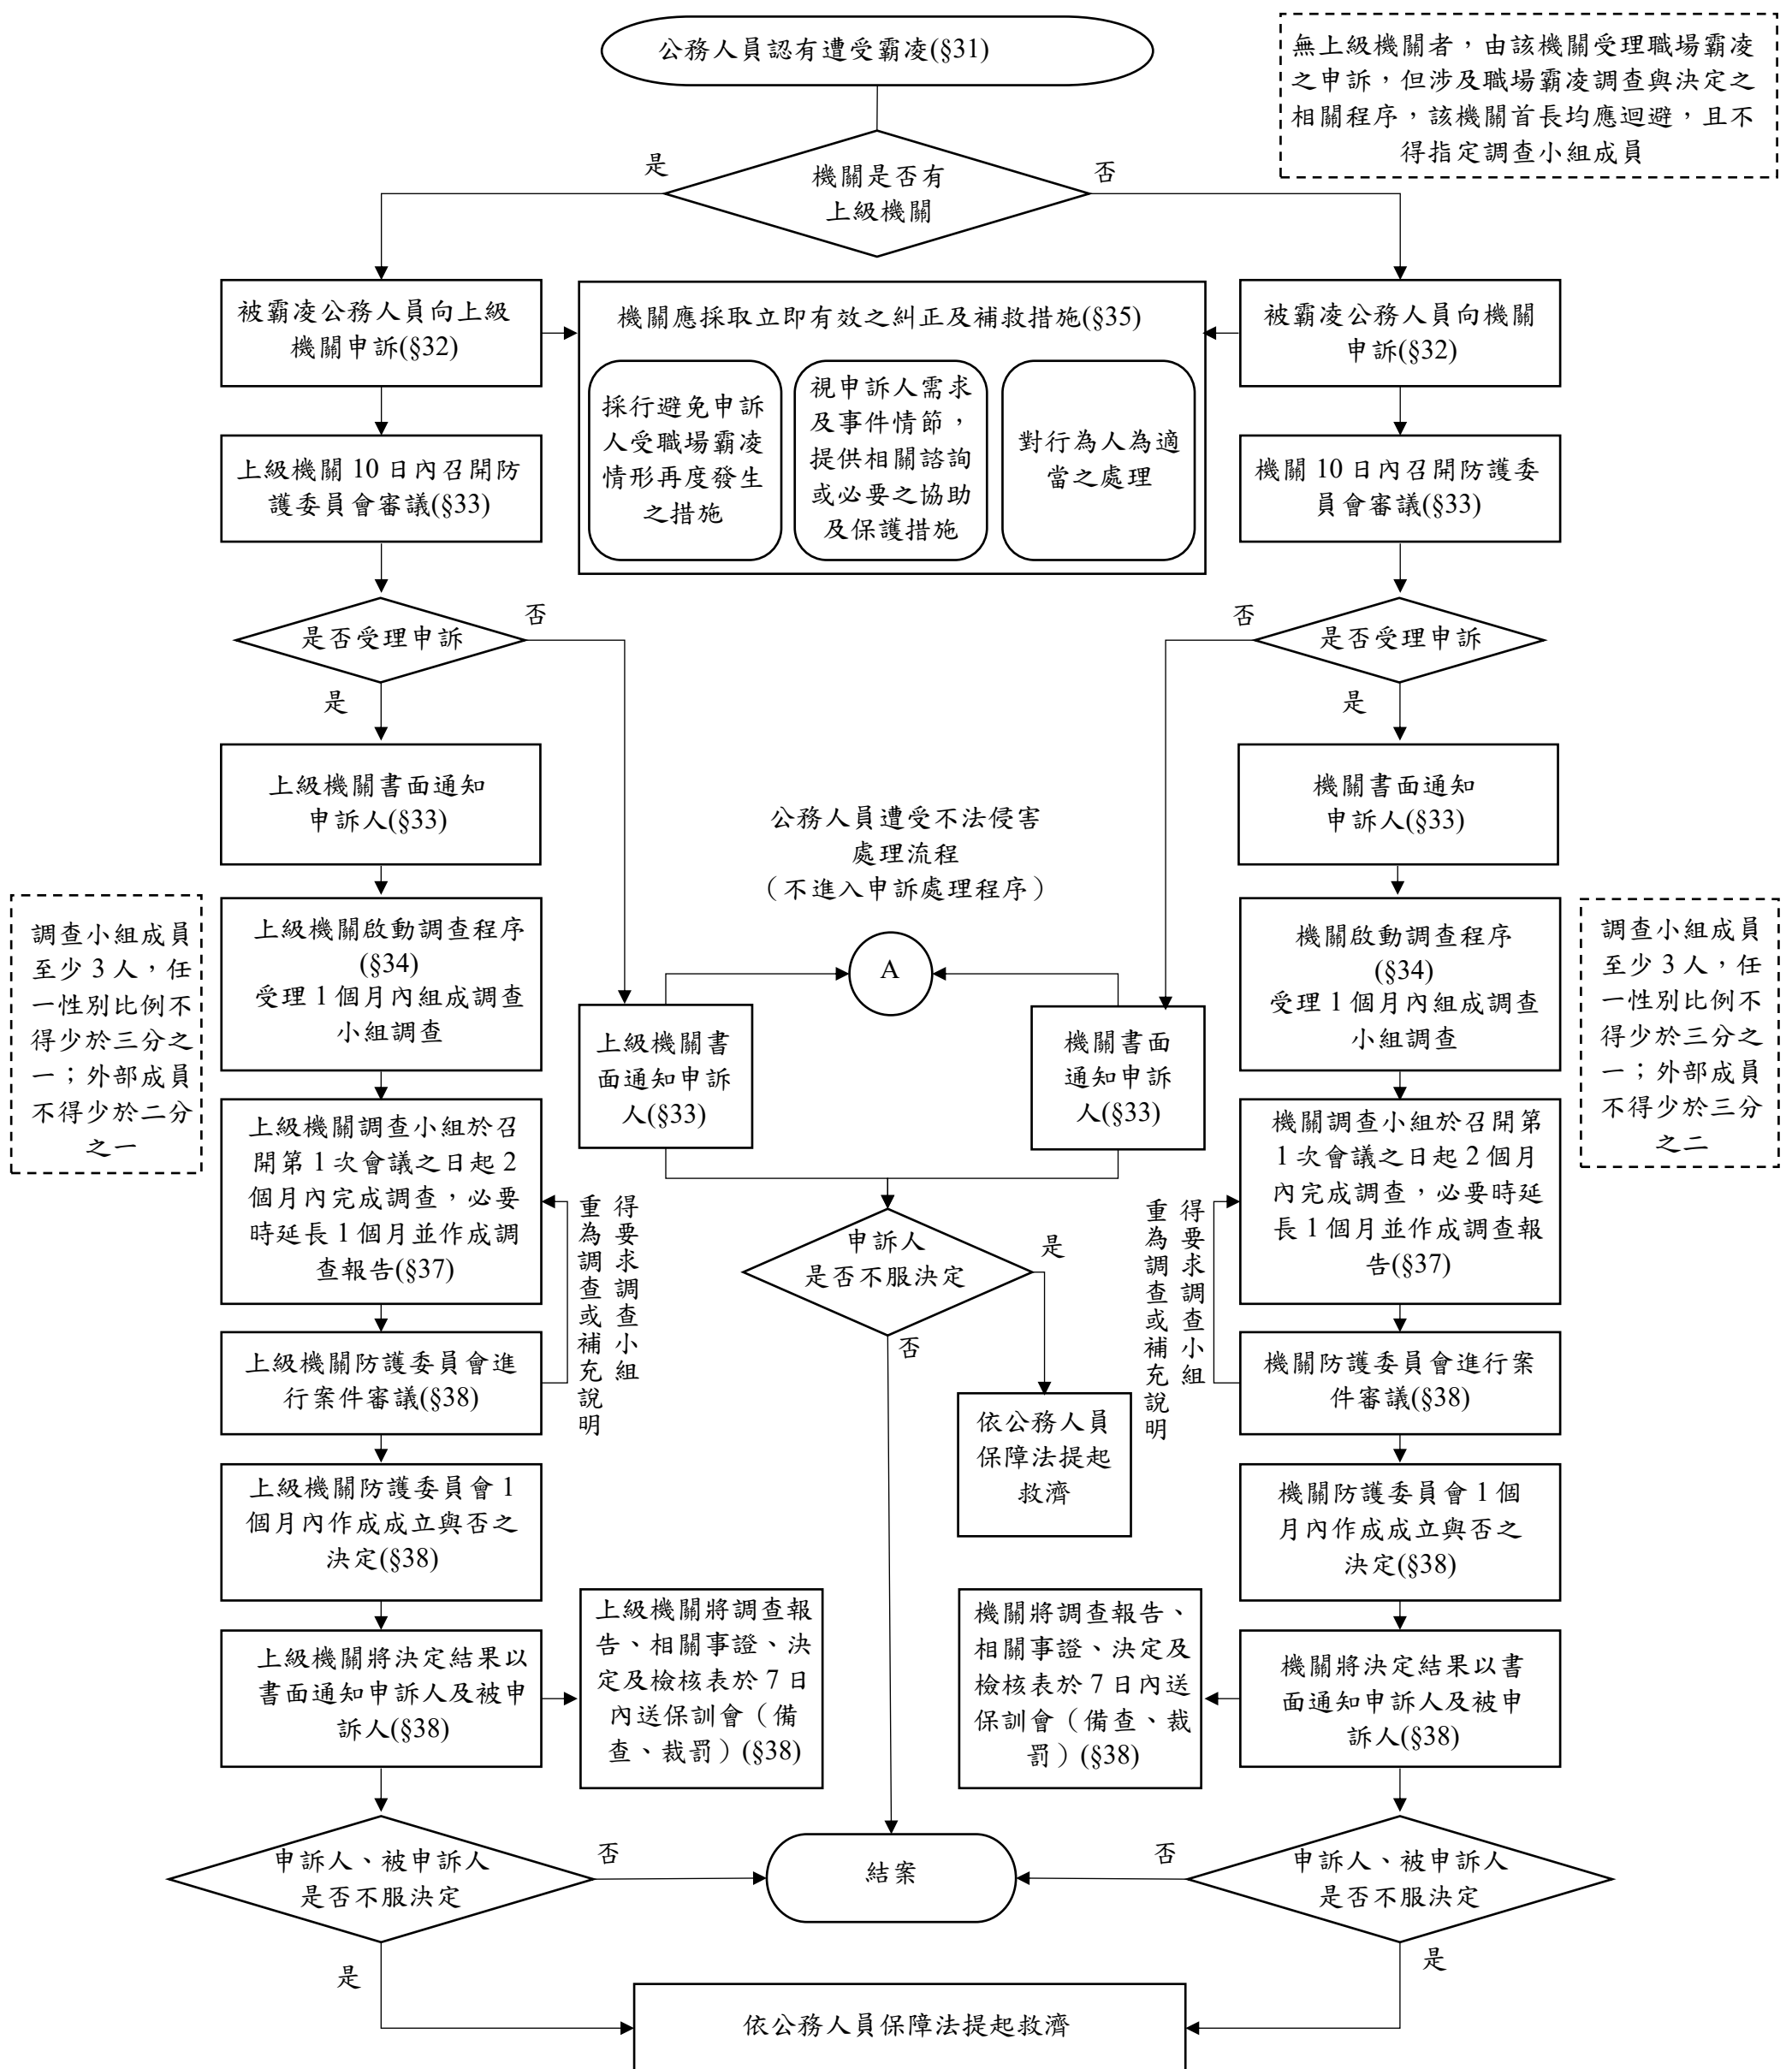 公務人員認有遭受霸凌(§31)
無上級機關者，由該機關受理職場霸凌
之申訴，但涉及職場霸凌調查與決定之
相關程序，該機關首長均應迴避，且不
得指定調查小組成員
機關是否有
上級機關
是
否
被霸凌公務人員向上級
機關申訴(§32)
機關應採取立即有效之糾正及補救措施(§35)
採行避免申訴
人受職場霸凌
情形再度發生
之措施
視申訴人需求
及事件情節，
提供相關諮詢
或必要之協助
及保護措施
對行為人為適
當之處理
被霸凌公務人員向機關
申訴(§32)
上級機關 10 日內召開防
護委員會審議(§33)
機關 10 日內召開防護委
員會審議(§33)
是否受理申訴
否
是
是否受理申訴
否
是
上級機關書面通知
申訴人(§33)
機關書面通知
申訴人(§33)
公務人員遭受不法侵害
處理流程
（不進入申訴處理程序）
A
調查小組成員
至少 3 人，任
一性別比例不
得少於三分之
一；外部成員
不得少於二分
之一
上級機關啟動調查程序
(§34)
受理 1 個月內組成調查
小組調查
上級機關書
面通知申訴
人(§33)
機關書面
通知申訴
人(§33)
機關啟動調查程序
(§34)
受理 1 個月內組成調查
小組調查
調查小組成員
至少 3 人，任
一性別比例不
得少於三分之
一；外部成員
不得少於三分
之二
上級機關調查小組於召
開第 1 次會議之日起 2
個月內完成調查，必要
時延長 1 個月並作成調
查報告(§37)
得要求調查小組
重為調查或補充說明
申訴人
是否不服決定
是
否
得要求調查小組
重為調查或補充說明
機關調查小組於召開第
1 次會議之日起 2 個月
內完成調查，必要時延
長 1 個月並作成調查報
告(§37)
上級機關防護委員會進
行案件審議(§38)
依公務人員
保障法提起
救濟
機關防護委員會進行案
件審議(§38)
上級機關防護委員會 1
個月內作成成立與否之
決定(§38)
機關防護委員會 1 個
月內作成成立與否之
決定(§38)
上級機關將決定結果以
書面通知申訴人及被申
訴人(§38)
上級機關將調查報
告、相關事證、決
定及檢核表於 7 日
內送保訓會（備
查、裁罰）(§38)
機關將調查報告、
相關事證、決定及
檢核表於 7 日內送
保訓會（備查、裁
罰）(§38)
機關將決定結果以書
面通知申訴人及被申
訴人(§38)
申訴人、被申訴人
是否不服決定
否
是
結案
申訴人、被申訴人
是否不服決定
否
是
依公務人員保障法提起救濟